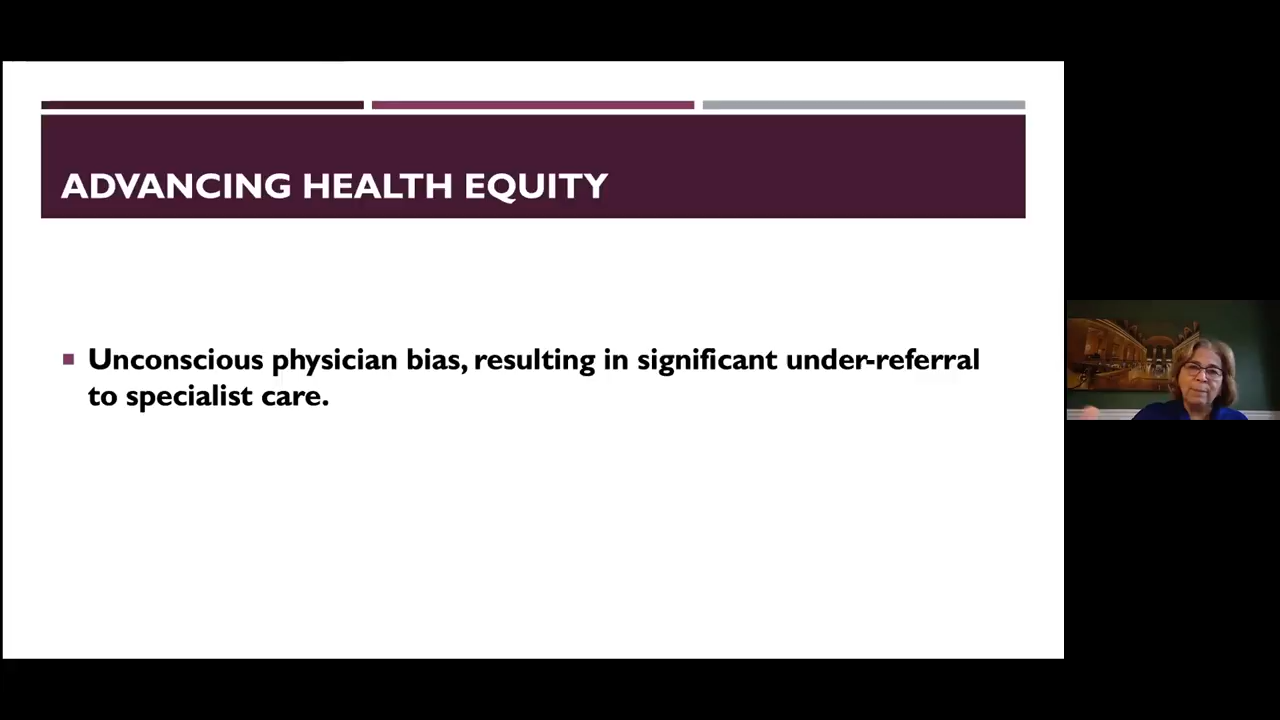 ADVANCING HEALTH EQUITY
Unconscious physician bias, resulting in significant under-referral
to specialist care.